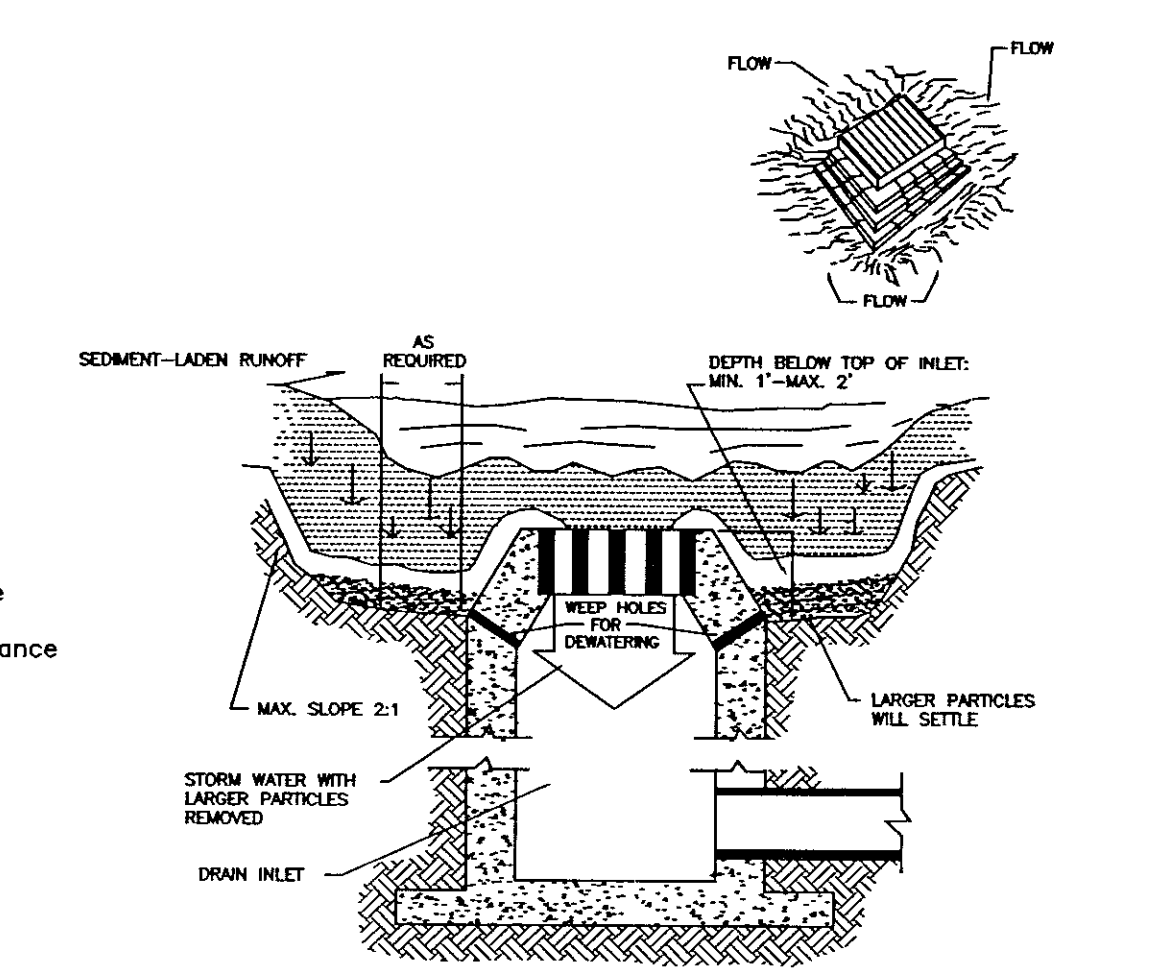 FLOW
FLOW
FLOW
SEDIMENT-LADEN RUNOFF
AS
REQUIRED
DEPTH BELOW TOP OF INLET:
MIN. 1'-MAX. 2'
WEEP HOLES
FOR
DEWATERING
ance
MAX. SLOPE 2:1
LARGER PARTICLES
WILL SETTLE
STORM WATER WITH
LARGER PARTICLES
REMOVED
DRAIN INLET